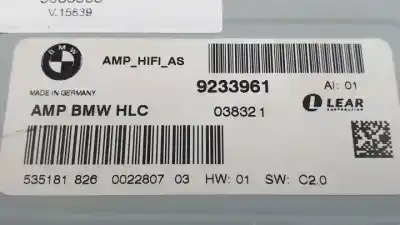 V.15839
BMW
AMP_HIFI_AS
MADE IN GERMANY
9233961
AI: 01
AMP BMW HLC
038321
LEAR
CORPORATION
535181 826
0022807 03
HW: 01
SW: C2.0